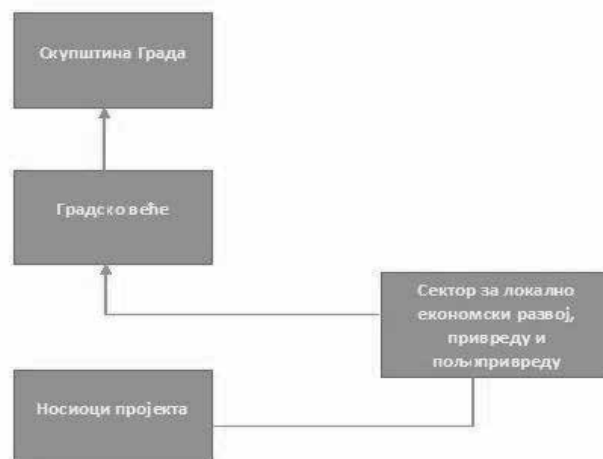 Скупштина Града
Градско веће
Сектор за локално
економски развој,
привреду и
пољопривреду
Носиоци пројекта